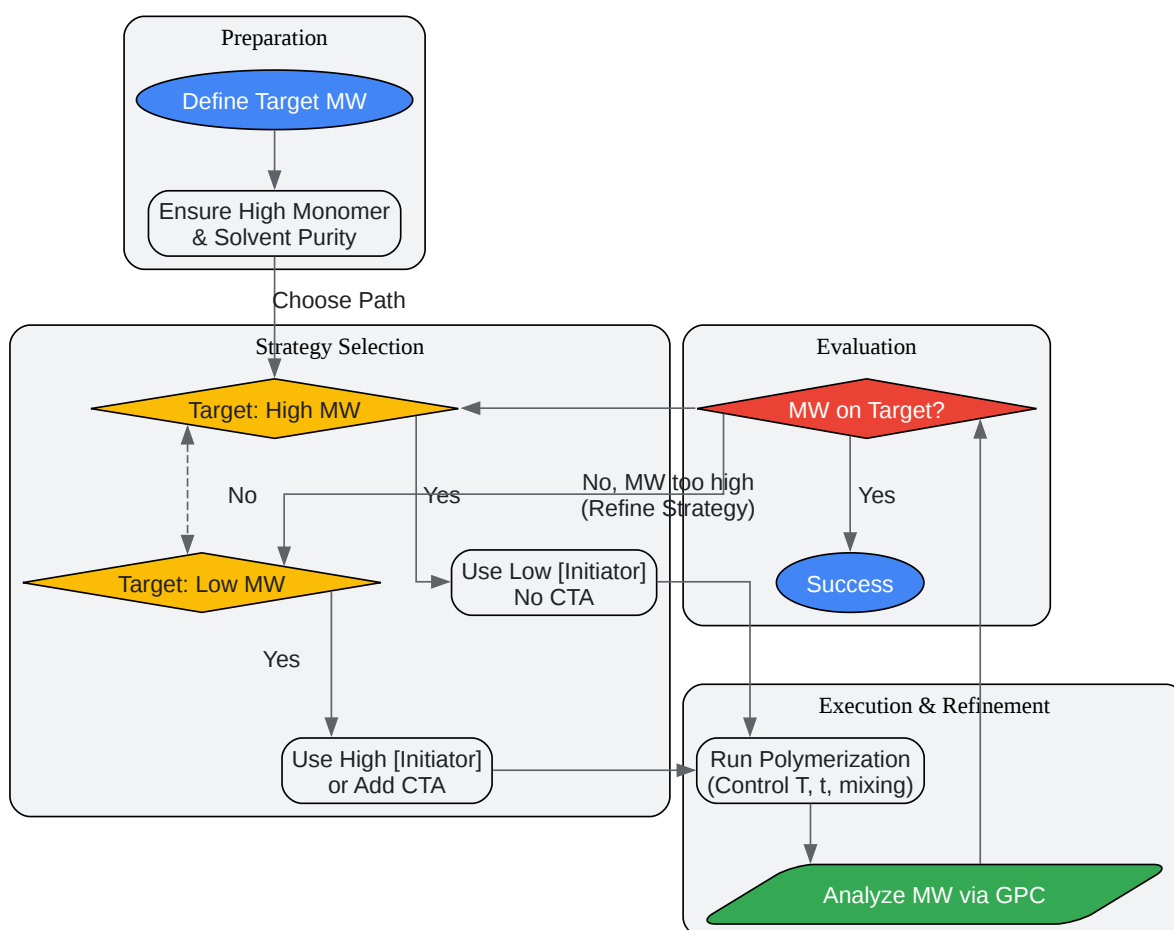 Preparation
Define Target MW
Ensure High Monomer
& Solvent Purity
Choose Path
Strategy Selection
Target: High MW
No
Yes
Target: Low MW
Use Low [Initiator]
No CTA
Yes
Use High [Initiator]
or Add CTA
Evaluation
MW on Target?
No, MW too high
(Refine Strategy)
Yes
Success
Execution & Refinement
Run Polymerization
(Control T, t, mixing)
Analyze MW via GPC